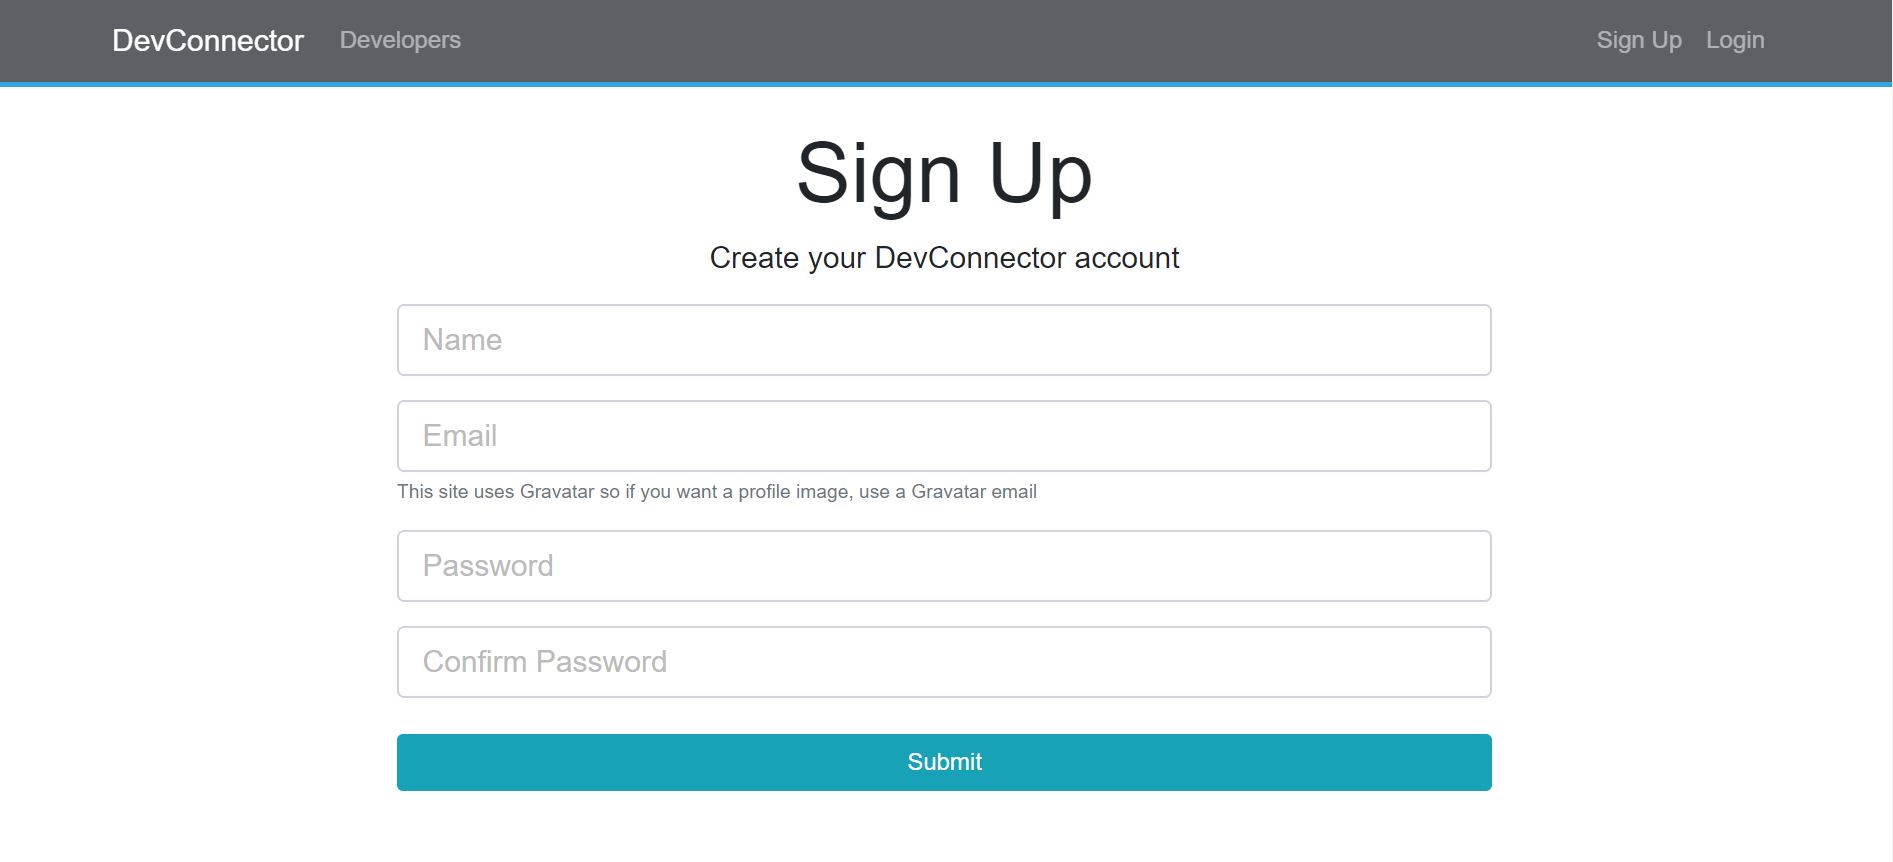 DevConnector Developers Sign Up Login
Sign Up
Create your DevConnector account
Name
Email
This site uses Gravatar so if you want a profile image, use a Gravatar email
Password
Confirm Password
Submit